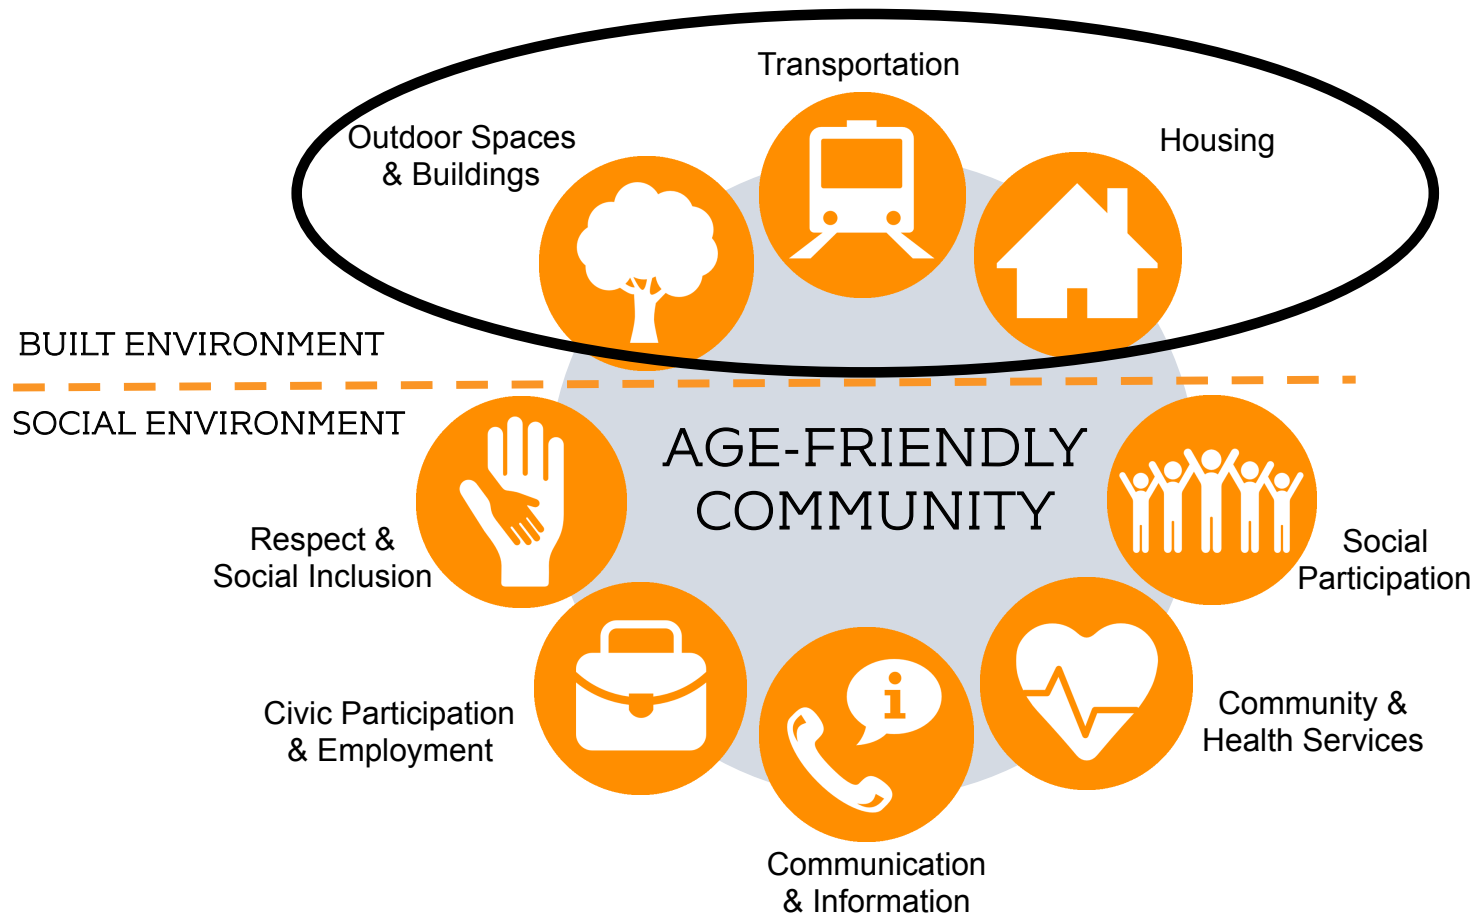 Transportation
Outdoor Spaces
& Buildings
Housing
BUILT ENVIRONMENT
SOCIAL ENVIRONMENT
AGE-FRIENDLY
COMMUNITY
Respect &
Social Inclusion
Social
Participation
Civic Participation
& Employment
i
Community &
Health Services
Communication
& Information